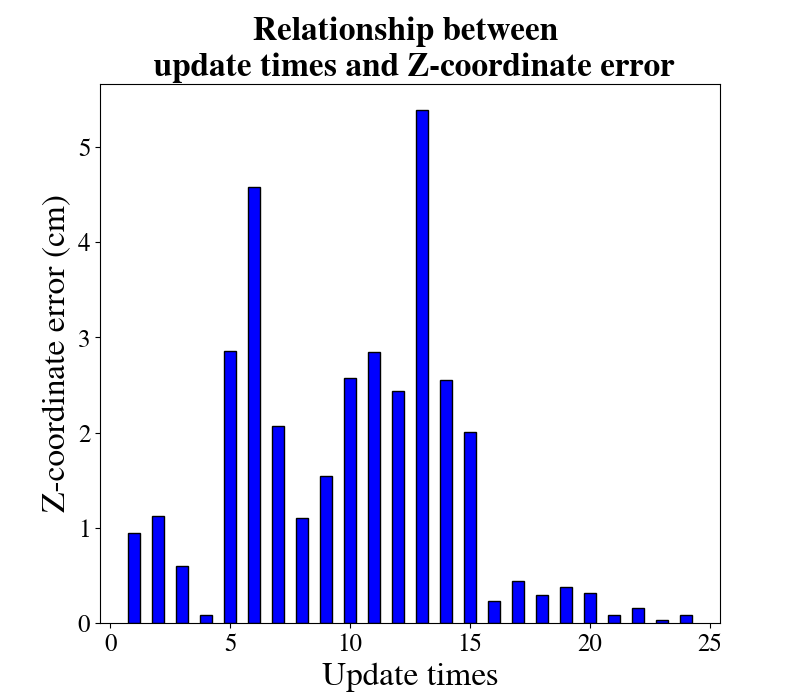 Relationship between
update times and Z-coordinate error
Z-coordinate error (cm)
5
4
3
2
1
0
0 5 10 15 20 25
Update times